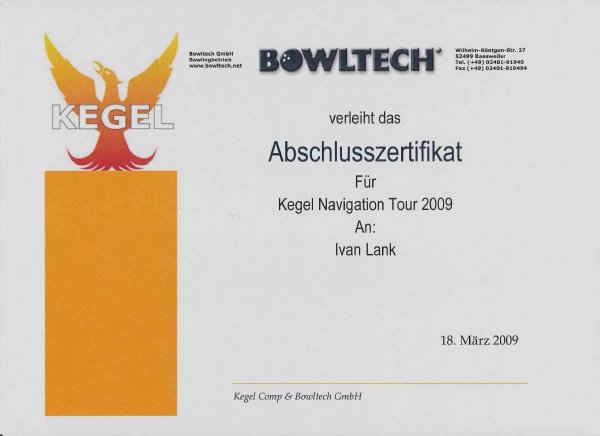 KEGEL
Bowltech GmbH
Bowlingbetrieb
www.bowltech.net
BOWLTECH
Wilhelm-Röntgen-Str. 27
52499 Baesweiler
Tel. (+49) 02401-91940
Fax (+49) 02401-919494
verleiht das
Abschlusszertifikat
Für
Kegel Navigation Tour 2009
An:
Ivan Lank
18. März 2009
Kegel Comp & Bowltech GmbH